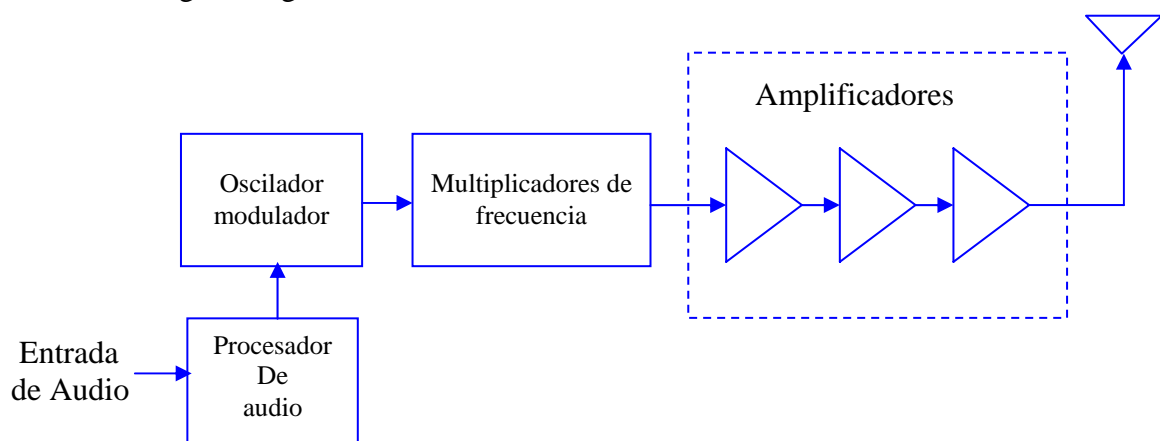 Amplificadores
Oscilador
modulador
Multiplicadores de
frecuencia
Entrada
de Audio
Procesador
De
audio